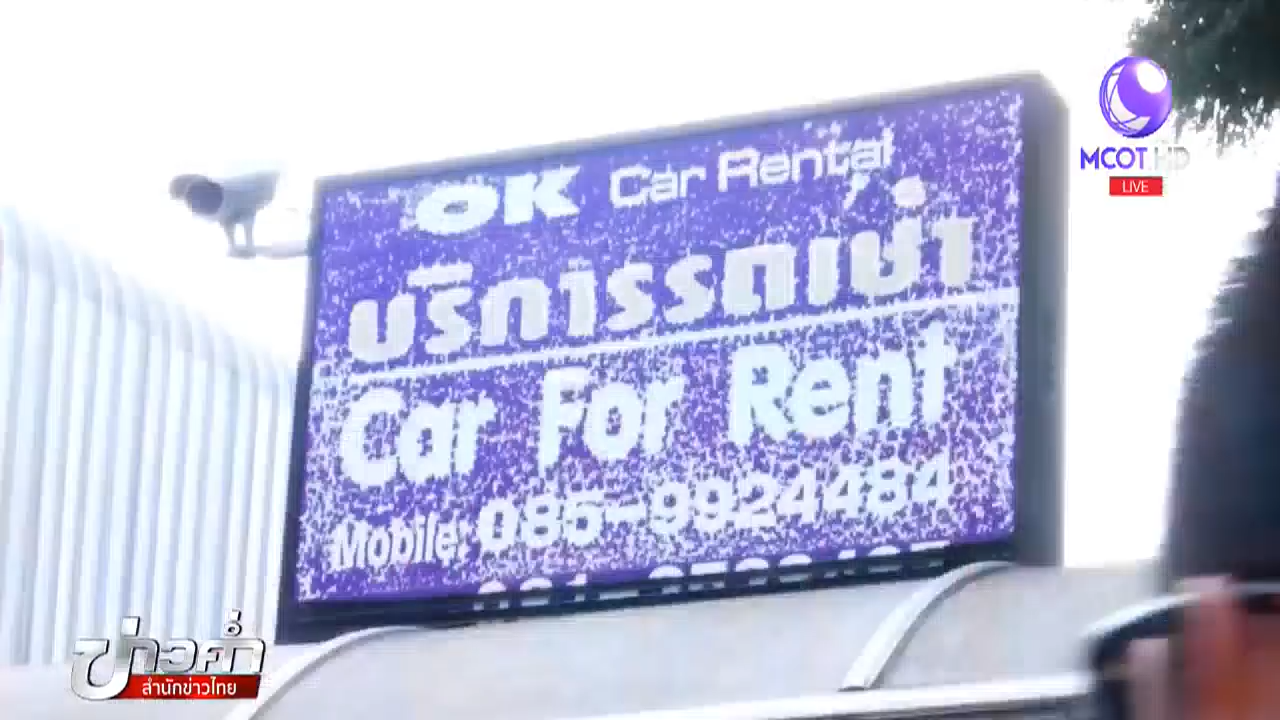 OK Car Rental
บริการรถเช่า
Car For Rent
Mobile: 085-9924484
MCOT HD
LIVE
ข่าวค่ำ
สำนักข่าวไทย